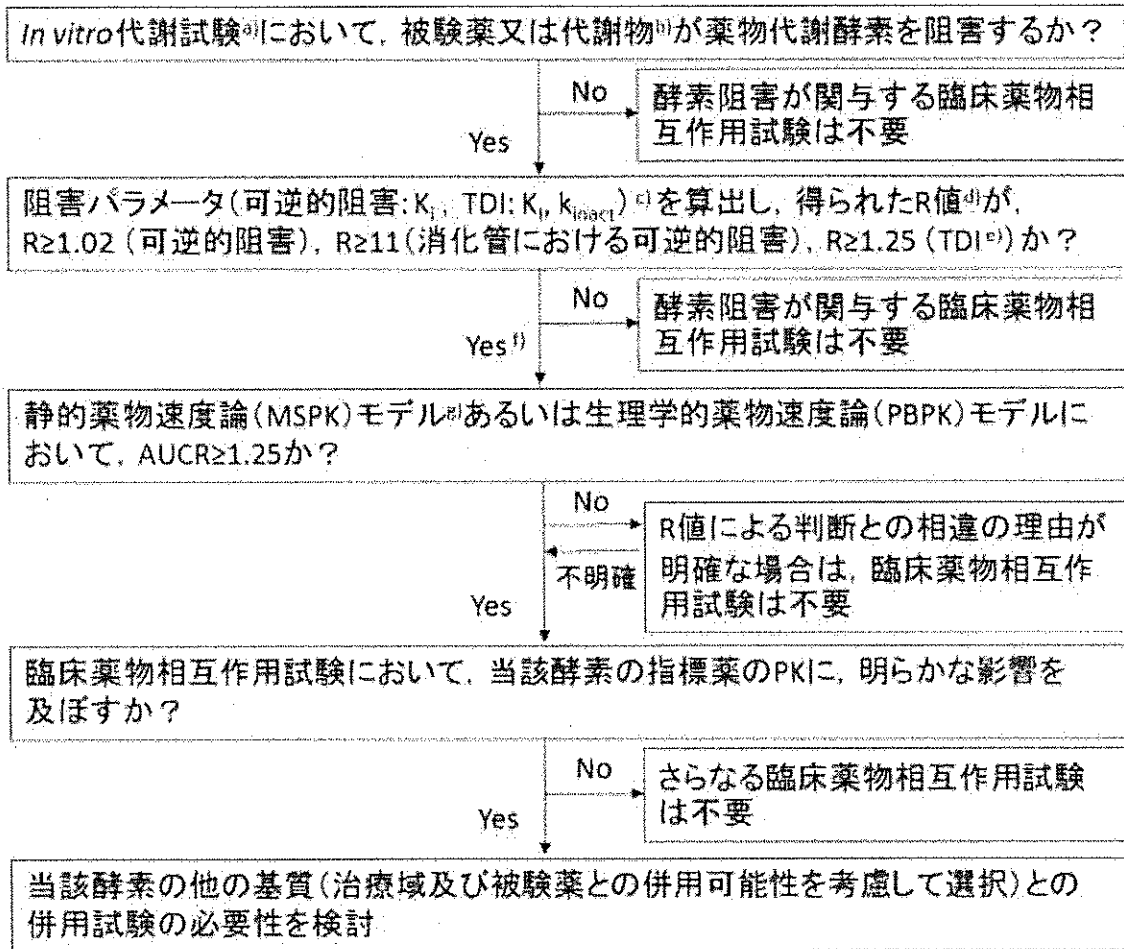 In vitro代謝試験a)において，被験薬又は代謝物b)が薬物代謝酵素を阻害するか？
No
酵素阻害が関与する臨床薬物相
互作用試験は不要
Yes
阻害パラメータ（可逆的阻害：Ki，TDI：KI, kinact）c)を算出し，得られたR値d)が，
R≥1.02（可逆的阻害），R≥11（消化管における可逆的阻害），R≥1.25（TDIe)）か？
No
酵素阻害が関与する臨床薬物相
互作用試験は不要
Yesf)
静的薬物速度論（MSPK）モデルg)あるいは生理学的薬物速度論（PBPK）モデルに
おいて，AUCR≥1.25か？
No
R値による判断との相違の理由が
明確な場合は，臨床薬物相互作
用試験は不要
不明確
Yes
臨床薬物相互作用試験において，当該酵素の指標薬のPKに，明らかな影響を
及ぼすか？
No
さらなる臨床薬物相互作用試験
は不要
Yes
当該酵素の他の基質（治療域及び被験薬との併用可能性を考慮して選択）との
併用試験の必要性を検討